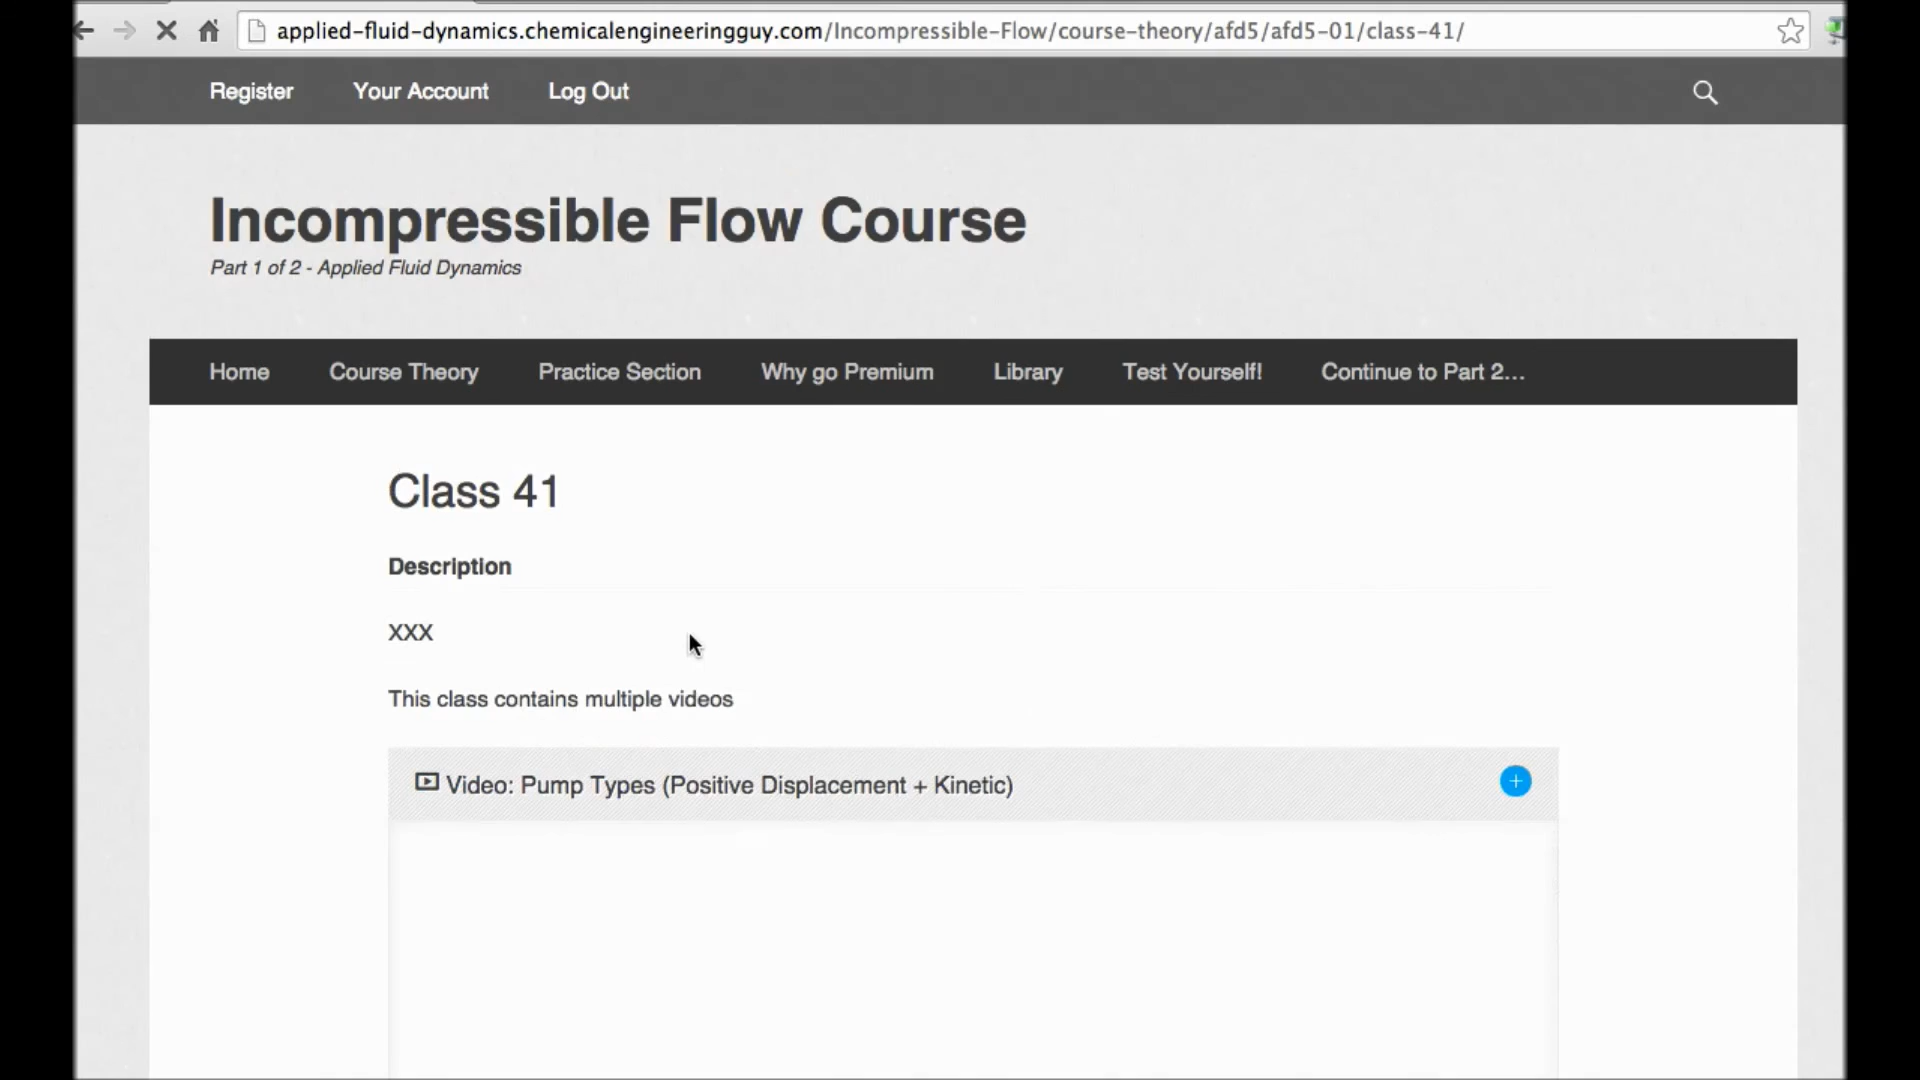 applied-fluid-dynamics.chemicalengineeringguy.com/Incompressible-Flow/course-theory/afd5/afd5-01/class-41/
Register Your Account Log Out
Incompressible Flow Course
Part 1 of 2 - Applied Fluid Dynamics
Home Course Theory Practice Section Why go Premium Library Test Yourself! Continue to Part 2...
Class 41
Description
XXX
This class contains multiple videos
Video: Pump Types (Positive Displacement + Kinetic)